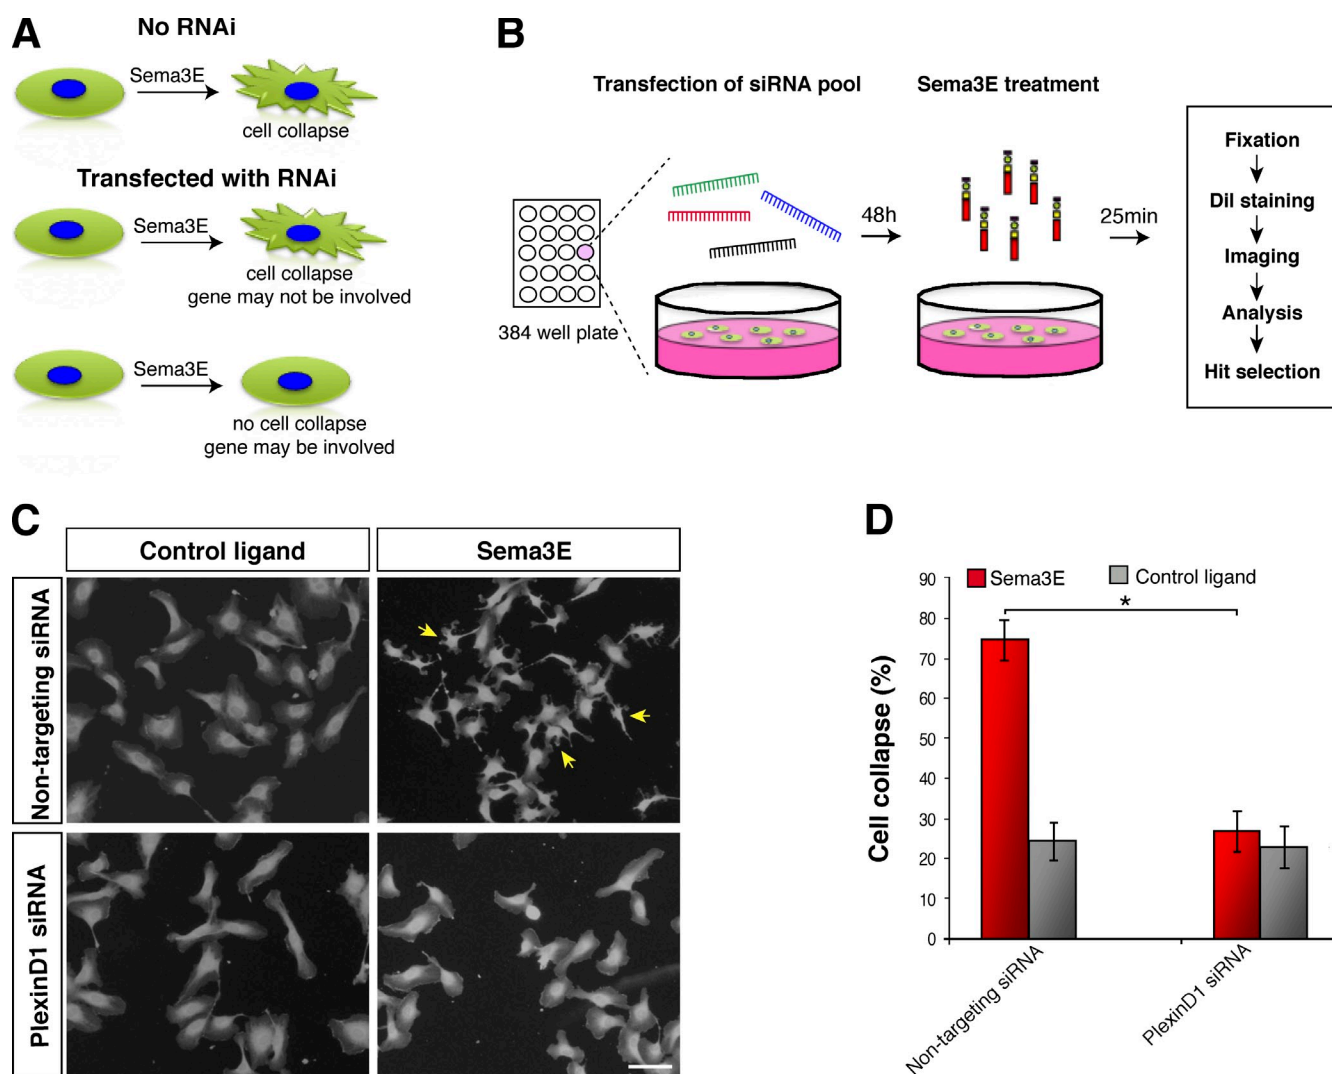 A
No RNAi
Sema3E
cell collapse
Transfected with RNAi
Sema3E
cell collapse
gene may not be involved
Sema3E
no cell collapse
gene may be involved
B
Transfection of siRNA pool
Sema3E treatment
384 well plate
48h
25min
Fixation
Dil staining
Imaging
Analysis
Hit selection
C
Control ligand
Sema3E
Non-targeting siRNA
PlexinD1 siRNA
D
Sema3E
Control ligand
*
Cell collapse (%)
90
80
70
60
50
40
30
20
10
0
Non-targeting siRNA
PlexinD1 siRNA